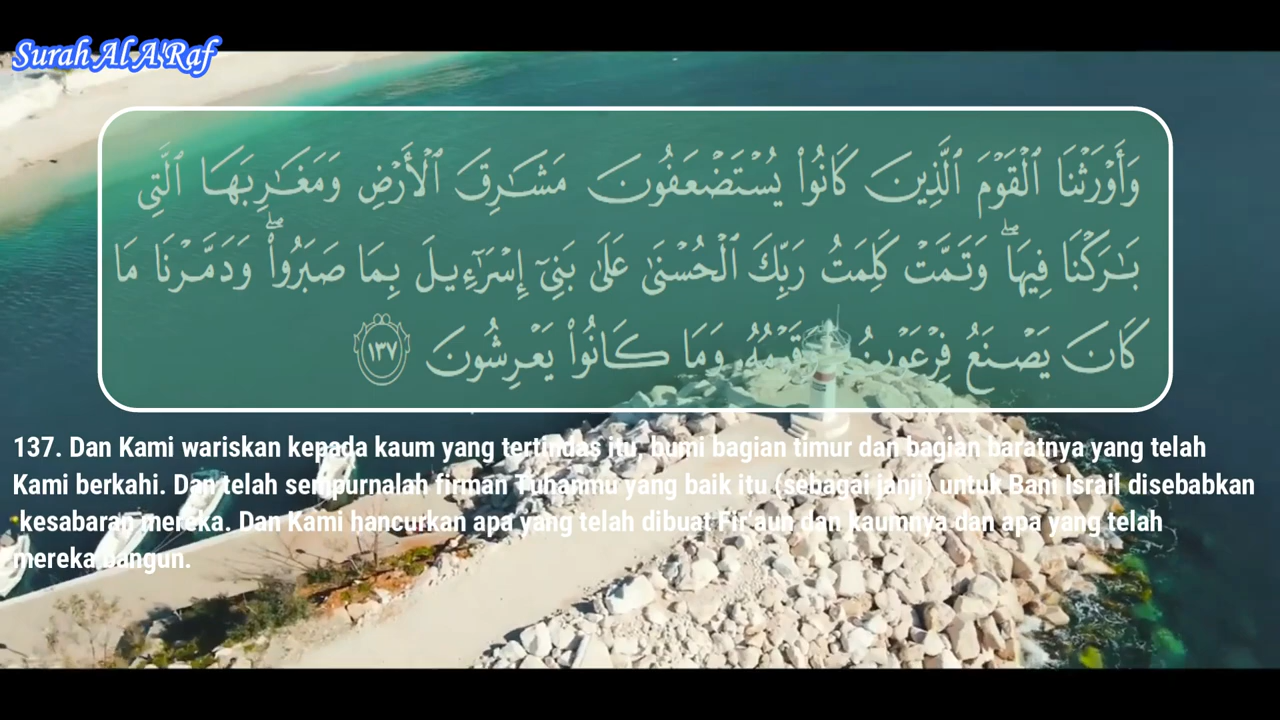 Surah Al A'Raf
وَأَوْرَثْنَا ٱلْقَوْمَ ٱلَّذِينَ كَانُوا۟ يُسْتَضْعَفُونَ مَشَـٰرِقَ ٱلْأَرْضِ وَمَغَـٰرِبَهَا ٱلَّتِى
بَـٰرَكْنَا فِيهَا ۖ وَتَمَّتْ كَلِمَتُ رَبِّكَ ٱلْحُسْنَىٰ عَلَىٰ بَنِىٓ إِسْرَٰٓءِيلَ بِمَا صَبَرُوا۟ ۖ وَدَمَّرْنَا مَا
كَانَ يَصْنَعُ فِرْعَوْنُ وَقَوْمُهُۥ وَمَا كَانُوا۟ يَعْرِشُونَ ١٣٧
137. Dan Kami wariskan kepada kaum yang tertindas itu, bumi bagian timur dan bagian baratnya yang telah
Kami berkahi. Dan telah sempurnalah firman Tuhanmu yang baik itu (sebagai janji) untuk Bani Israil disebabkan
kesabaran mereka. Dan Kami hancurkan apa yang telah dibuat Fir'aun dan kaumnya dan apa yang telah
mereka bangun.